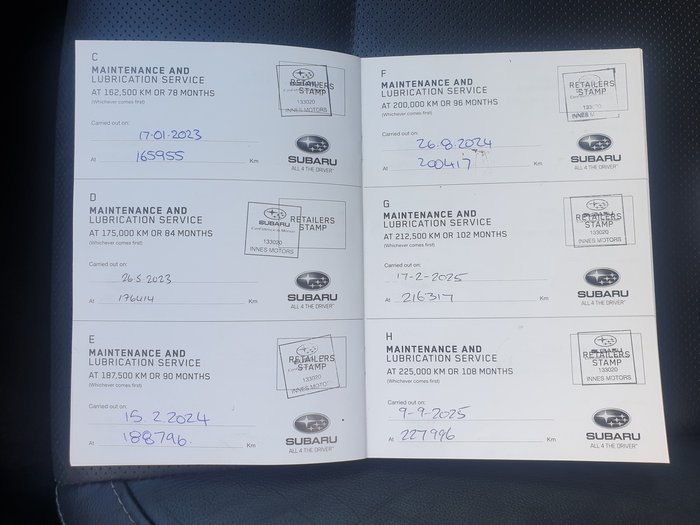 C
MAINTENANCE AND
LUBRICATION SERVICE
AT 162,500 KM OR 78 MONTHS
(Whichever comes first)
RETAILERS
STAMP
133020
INNES MOTORS
Carried out on:
17-01-2023
At 165955 Km
SUBARU
ALL 4 THE DRIVER
D
MAINTENANCE AND
LUBRICATION SERVICE
AT 175,000 KM OR 84 MONTHS
(Whichever comes first)
RETAILERS
STAMP
SUBARU
133020
INNES MOTORS
Carried out on:
26.5.2023
At 176414 Km
SUBARU
ALL 4 THE DRIVER
E
MAINTENANCE AND
LUBRICATION SERVICE
AT 187,500 KM OR 90 MONTHS
(Whichever comes first)
RETAILERS
STAMP
133020
INNES MOTO
Carried out on:
15.2.2024
At 188796. Km
SUBARU
ALL 4 THE DRIVER
F
MAINTENANCE AND
LUBRICATION SERVICE
AT 200,000 KM OR 96 MONTHS
(Whichever comes first)
RETAILERS
STAMP
133020
INNES M
Carried out on:
26.8.2024
At 200417 Km
SUBARU
ALL 4 THE DRIVER
G
MAINTENANCE AND
LUBRICATION SERVICE
AT 212,500 KM OR 102 MONTHS
(Whichever comes first)
RETAILERS
STAMP
133020
INNES MOTORS
Carried out on:
17-2-2025
At 216317 Km
SUBARU
ALL 4 THE DRIVER
H
MAINTENANCE AND
LUBRICATION SERVICE
AT 225,000 KM OR 108 MONTHS
(Whichever comes first)
SUBARU
RETAILERS
STAMP
133020
INNES MOTORS
Carried out on:
9-9-2025
At 227996 Km
SUBARU
ALL 4 THE DRIVER